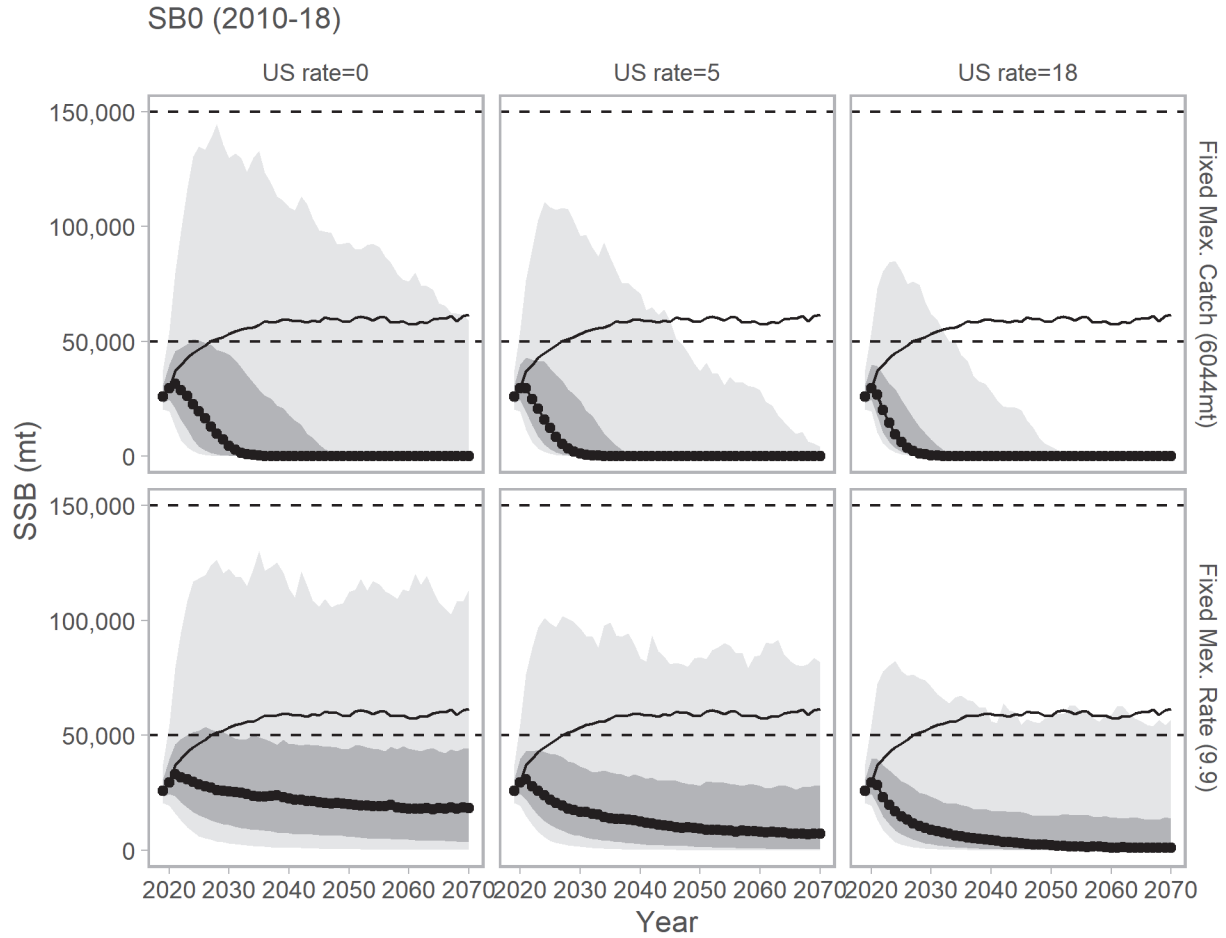 SB0 (2010-18)
US rate=0
US rate=5
US rate=18
150,000
100,000
50,000
0
Fixed Mex. Catch (6044mt)
SSB (mt)
150,000
100,000
50,000
0
Fixed Mex. Rate (9.9)
2020 2030 2040 2050 2060 2070
2020 2030 2040 2050 2060 2070
2020 2030 2040 2050 2060 2070
Year